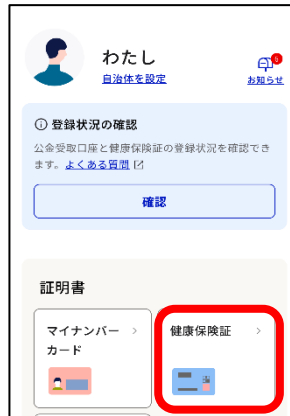 わたし
自治体を設定
お知らせ
登録状況の確認
公金受取口座と健康保険証の登録状況を確認でき
ます。よくある質問
確認
証明書
マイナンバー
カード
健康保険証